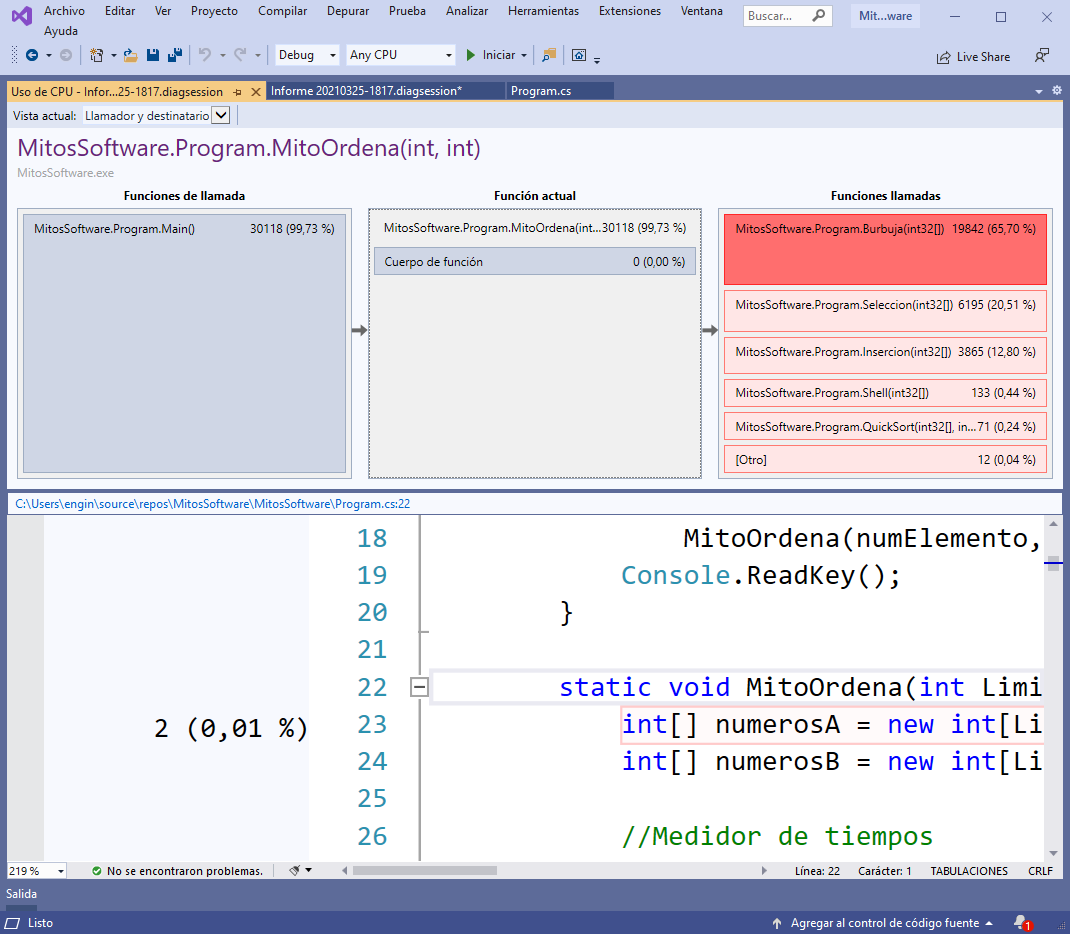 Archivo Editar Ver Proyecto Compilar Depurar Prueba Analizar Herramientas Extensiones Ventana
Buscar...
Mit...ware
Ayuda
Debug Any CPU Iniciar
Live Share
Uso de CPU - Infor...25-1817.diagsession
Informe 20210325-1817.diagsession*
Program.cs
Vista actual: Llamador y destinatario
MitosSoftware.Program.MitoOrdena(int, int)
MitosSoftware.exe
Funciones de llamada
Función actual
Funciones llamadas
MitosSoftware.Program.Main() 30118 (99,73 %)
MitosSoftware.Program.MitoOrdena(int...30118 (99,73 %)
Cuerpo de función 0 (0,00 %)
MitosSoftware.Program.Burbuja(int32[]) 19842 (65,70 %)
MitosSoftware.Program.Seleccion(int32[]) 6195 (20,51 %)
MitosSoftware.Program.Insercion(int32[]) 3865 (12,80 %)
MitosSoftware.Program.Shell(int32[]) 133 (0,44 %)
MitosSoftware.Program.QuickSort(int32[], in...71 (0,24 %)
[Otro] 12 (0,04 %)
C:\Users\engin\source\repos\MitosSoftware\MitosSoftware\Program.cs:22
18 MitoOrdena(numElemento,
19 Console.ReadKey();
20 }
21
22 static void MitoOrdena(int Limi
2 (0,01 %) 23 int[] numerosA = new int[Li
24 int[] numerosB = new int[Li
25
26 //Medidor de tiempos
219 % No se encontraron problemas. Línea: 22 Carácter: 1 TABULACIONES CRLF
Salida
Listo
Agregar al control de código fuente
1